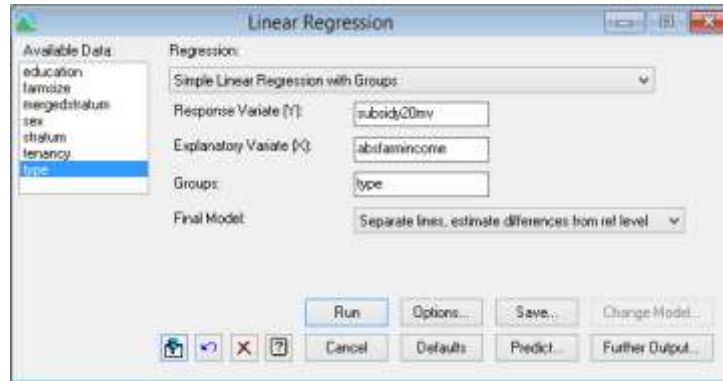 Linear Regression
Available Data:
education
farmsize
mergedstratum
sex
stratum
tenancy
type
Regression:
Simple Linear Regression with Groups
Response Variate (Y):
subsidy20mv
Explanatory Variate (X):
absfarmincome
Groups:
type
Final Model:
Separate lines, estimate differences from ref level
Run
Options...
Save...
Change Model...
Cancel
Defaults
Predict...
Further Output...